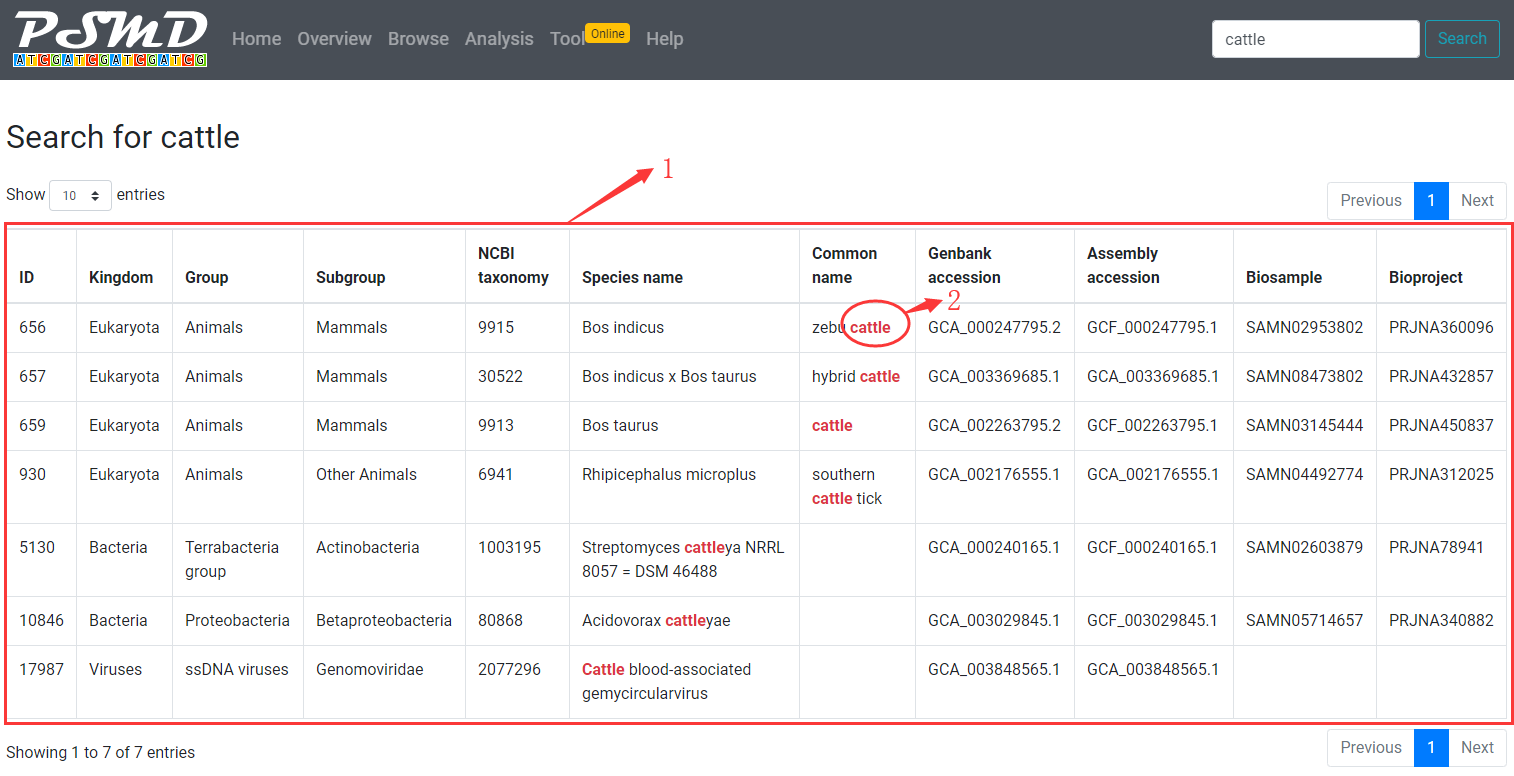 PSMD
ATCGATCGATCGATCG
Home Overview Browse Analysis Tool Online Help
cattle Search
Search for cattle
1
Show 10 entries
Previous 1 Next
ID Kingdom Group Subgroup NCBI taxonomy Species name Common name Genbank accession Assembly accession Biosample Bioproject
2
656 Eukaryota Animals Mammals 9915 Bos indicus zebu cattle GCA_000247795.2 GCF_000247795.1 SAMN02953802 PRJNA360096
657 Eukaryota Animals Mammals 30522 Bos indicus x Bos taurus hybrid cattle GCA_003369685.1 GCA_003369685.1 SAMN08473802 PRJNA432857
659 Eukaryota Animals Mammals 9913 Bos taurus cattle GCA_002263795.2 GCF_002263795.1 SAMN03145444 PRJNA450837
930 Eukaryota Animals Other Animals 6941 Rhipicephalus microplus southern cattle tick GCA_002176555.1 GCA_002176555.1 SAMN04492774 PRJNA312025
5130 Bacteria Terrabacteria group Actinobacteria 1003195 Streptomyces cattleya NRRL 8057 = DSM 46488 GCA_000240165.1 GCF_000240165.1 SAMN02603879 PRJNA78941
10846 Bacteria Proteobacteria Betaproteobacteria 80868 Acidovorax cattleyae GCA_003029845.1 GCF_003029845.1 SAMN05714657 PRJNA340882
17987 Viruses ssDNA viruses Genomoviridae 2077296 Cattle blood-associated gemycircularvirus GCA_003848565.1 GCA_003848565.1
Showing 1 to 7 of 7 entries
Previous 1 Next